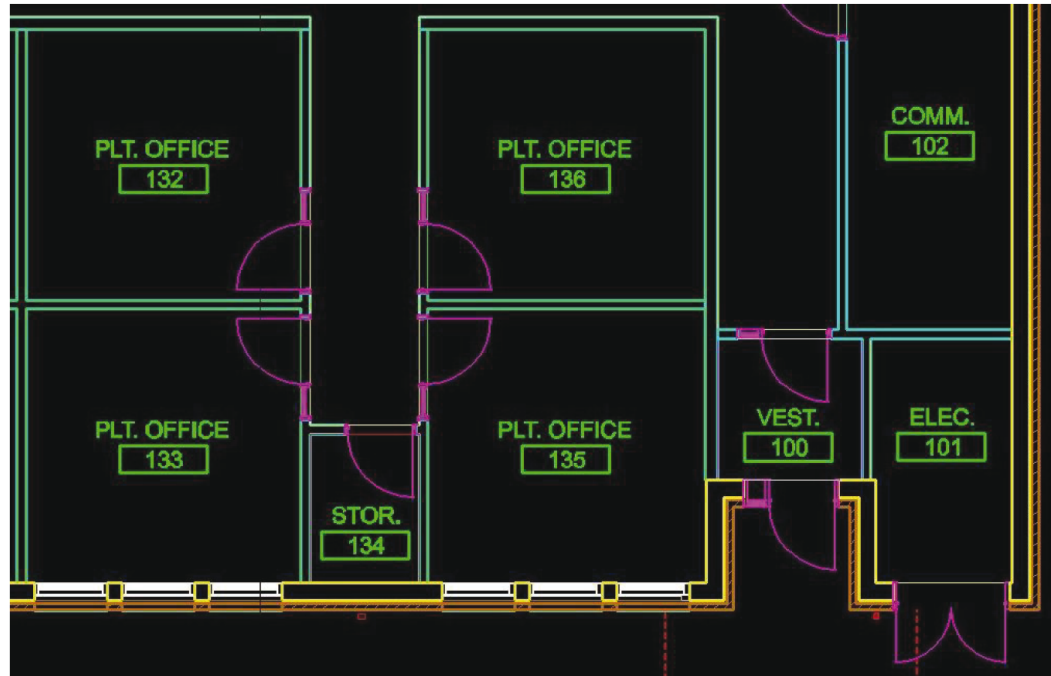 PLT. OFFICE
132
PLT. OFFICE
136
COMM.
102
PLT. OFFICE
133
STOR.
134
PLT. OFFICE
135
VEST.
100
ELEC.
101